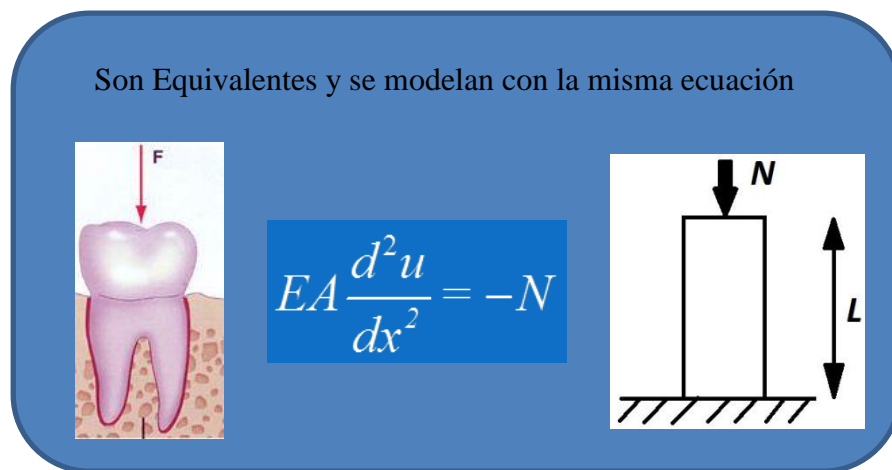 Son Equivalentes y se modelan con la misma ecuación
F
EA d²u/dx² = -N
N
L